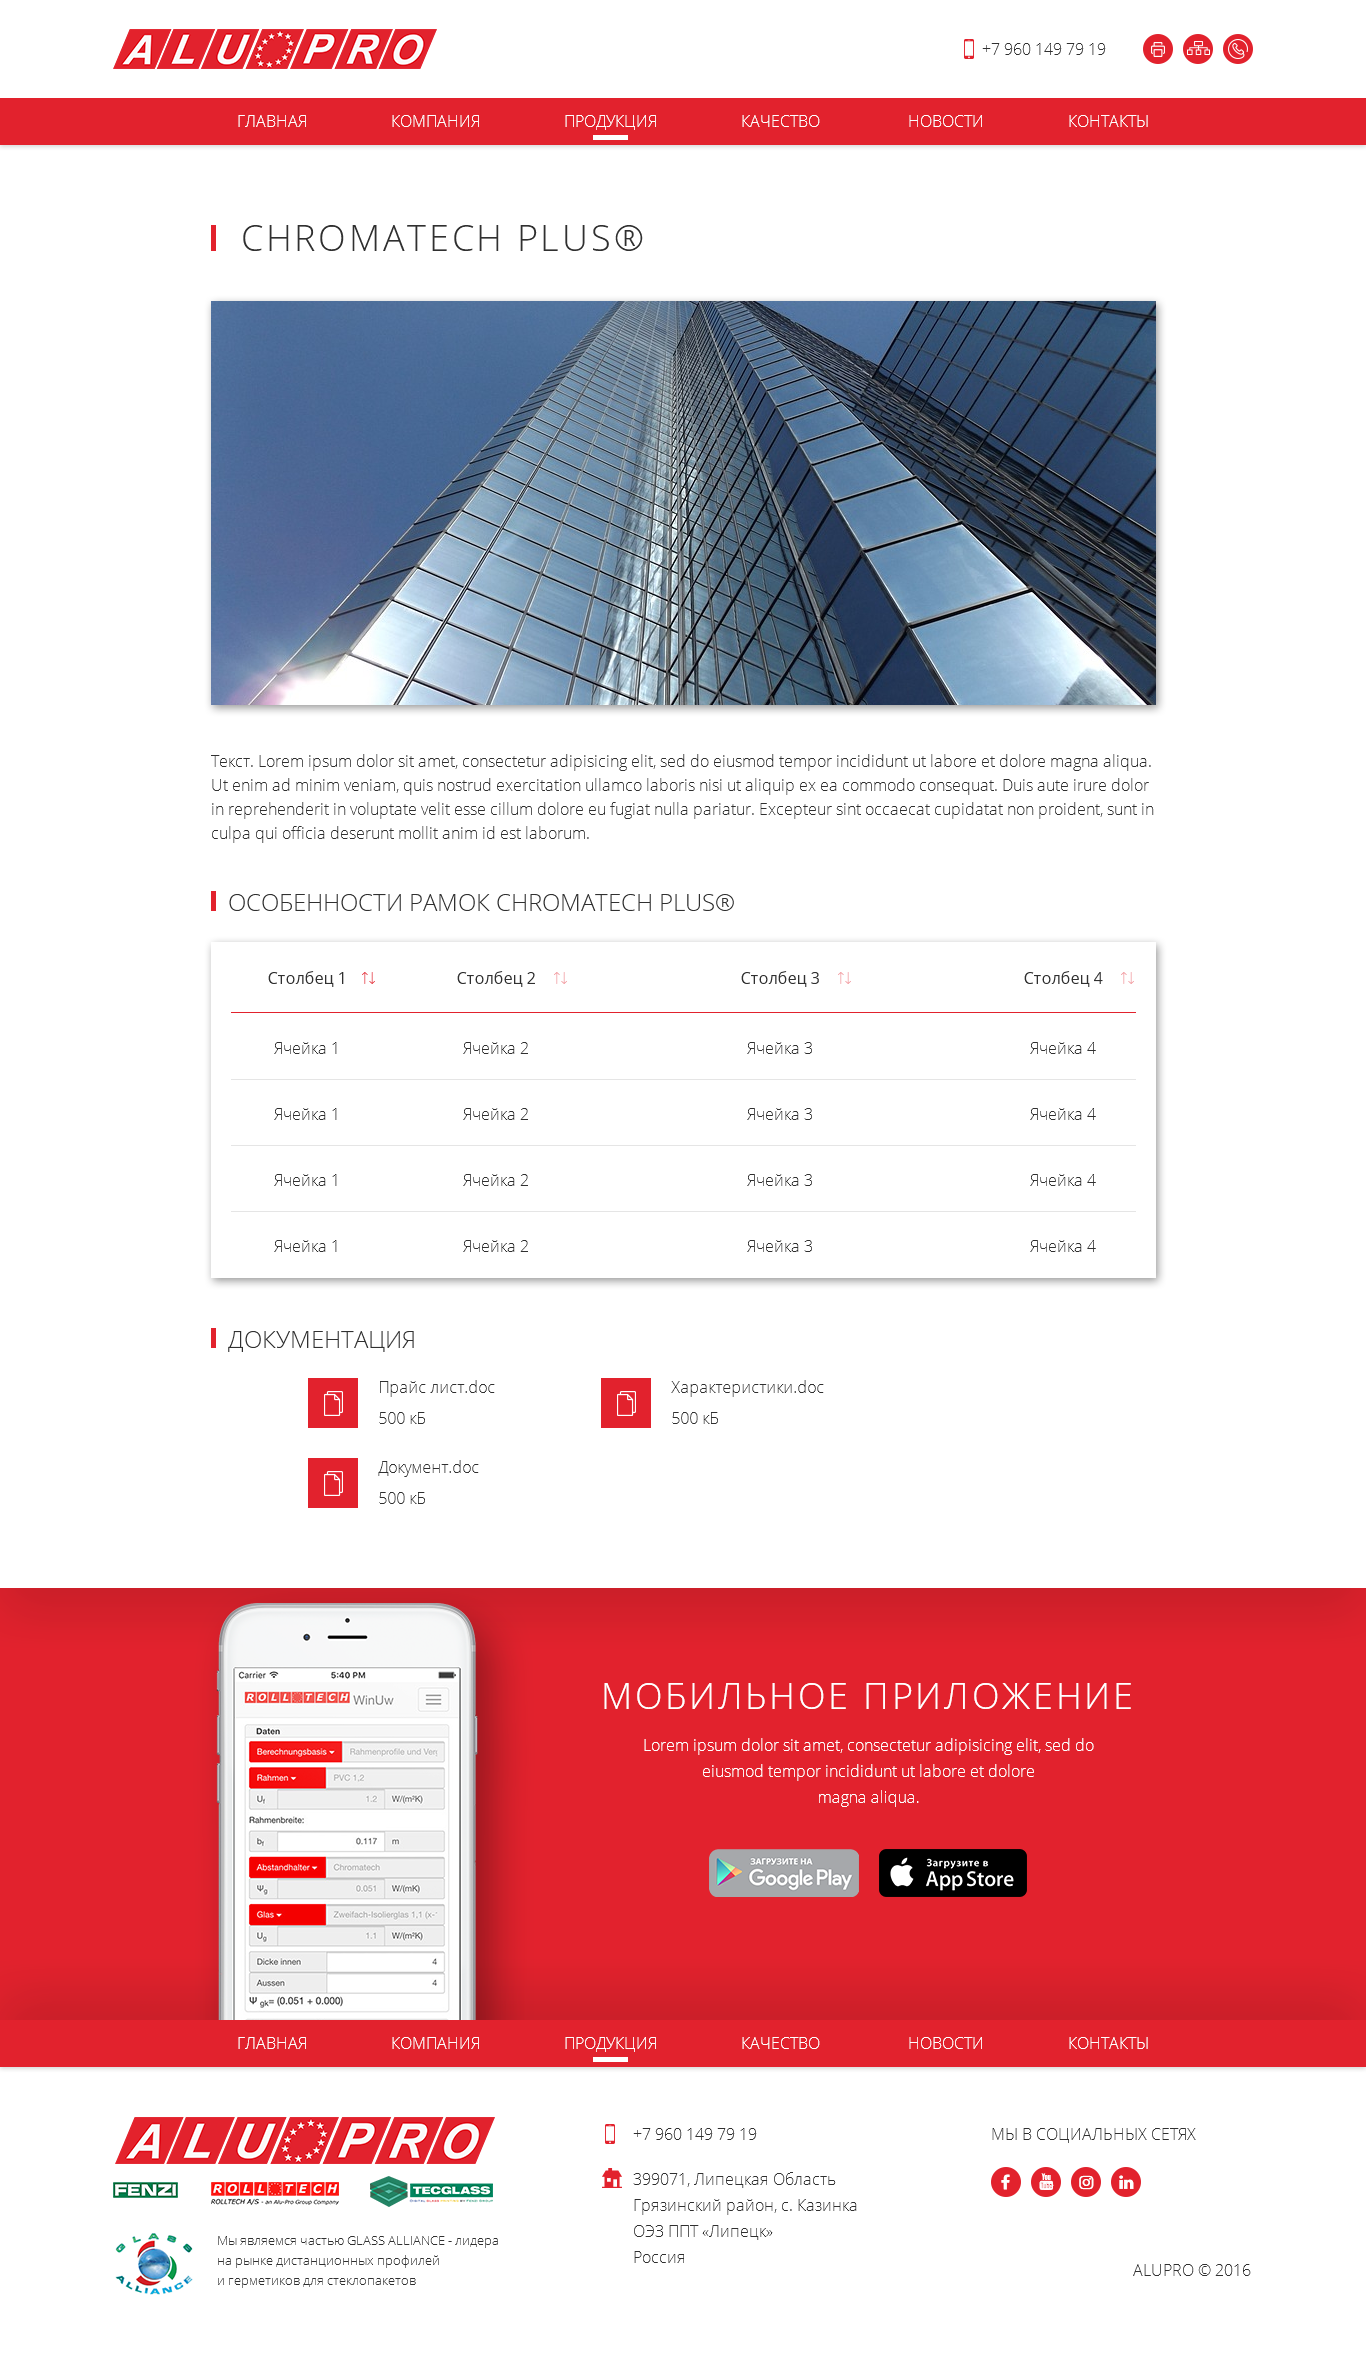 ALU PRO
+7 960 149 79 19
ГЛАВНАЯ КОМПАНИЯ ПРОДУКЦИЯ КАЧЕСТВО НОВОСТИ КОНТАКТЫ
CHROMATECH PLUS®
Текст. Lorem ipsum dolor sit amet, consectetur adipisicing elit, sed do eiusmod tempor incididunt ut labore et dolore magna aliqua.
Ut enim ad minim veniam, quis nostrud exercitation ullamco laboris nisi ut aliquip ex ea commodo consequat. Duis aute irure dolor
in reprehenderit in voluptate velit esse cillum dolore eu fugiat nulla pariatur. Excepteur sint occaecat cupidatat non proident, sunt in
culpa qui officia deserunt mollit anim id est laborum.
ОСОБЕННОСТИ РАМОК CHROMATECH PLUS®
Столбец 1 Столбец 2 Столбец 3 Столбец 4
Ячейка 1 Ячейка 2 Ячейка 3 Ячейка 4
Ячейка 1 Ячейка 2 Ячейка 3 Ячейка 4
Ячейка 1 Ячейка 2 Ячейка 3 Ячейка 4
Ячейка 1 Ячейка 2 Ячейка 3 Ячейка 4
ДОКУМЕНТАЦИЯ
Прайс лист.doc
500 кБ
Характеристики.doc
500 кБ
Документ.doc
500 кБ
Carrier 5:40 PM
ROLLTECH WinUw
Daten
Berechnungsbasis Rahmenprofile und Ver
Rahmen PVC 1,2
Uf 1.2 W/(m²K)
Rahmenbreite:
bf 0.117 m
Abstandhalter Chromatech
Ψg 0.051 W/(mK)
Glas Zweifach-Isolierglas 1,1 (x-
Ug 1.1 W/(m²K)
Dicke innen 4
Aussen 4
Ψ gk= (0.051 + 0.000)
МОБИЛЬНОЕ ПРИЛОЖЕНИЕ
Lorem ipsum dolor sit amet, consectetur adipisicing elit, sed do
eiusmod tempor incididunt ut labore et dolore
magna aliqua.
ЗАГРУЗИТЕ НА
Google Play
Загрузите в
App Store
ГЛАВНАЯ КОМПАНИЯ ПРОДУКЦИЯ КАЧЕСТВО НОВОСТИ КОНТАКТЫ
ALU PRO
FENZI
ROLLTECH
ROLLTECH A/S - an Alu-Pro Group Company
TECGLASS
GLASS
ALLIANCE
Мы являемся частью GLASS ALLIANCE - лидера
на рынке дистанционных профилей
и герметиков для стеклопакетов
+7 960 149 79 19
399071, Липецкая Область
Грязинский район, с. Казинка
ОЭЗ ППТ «Липецк»
Россия
МЫ В СОЦИАЛЬНЫХ СЕТЯХ
You Tube
ALUPRO © 2016